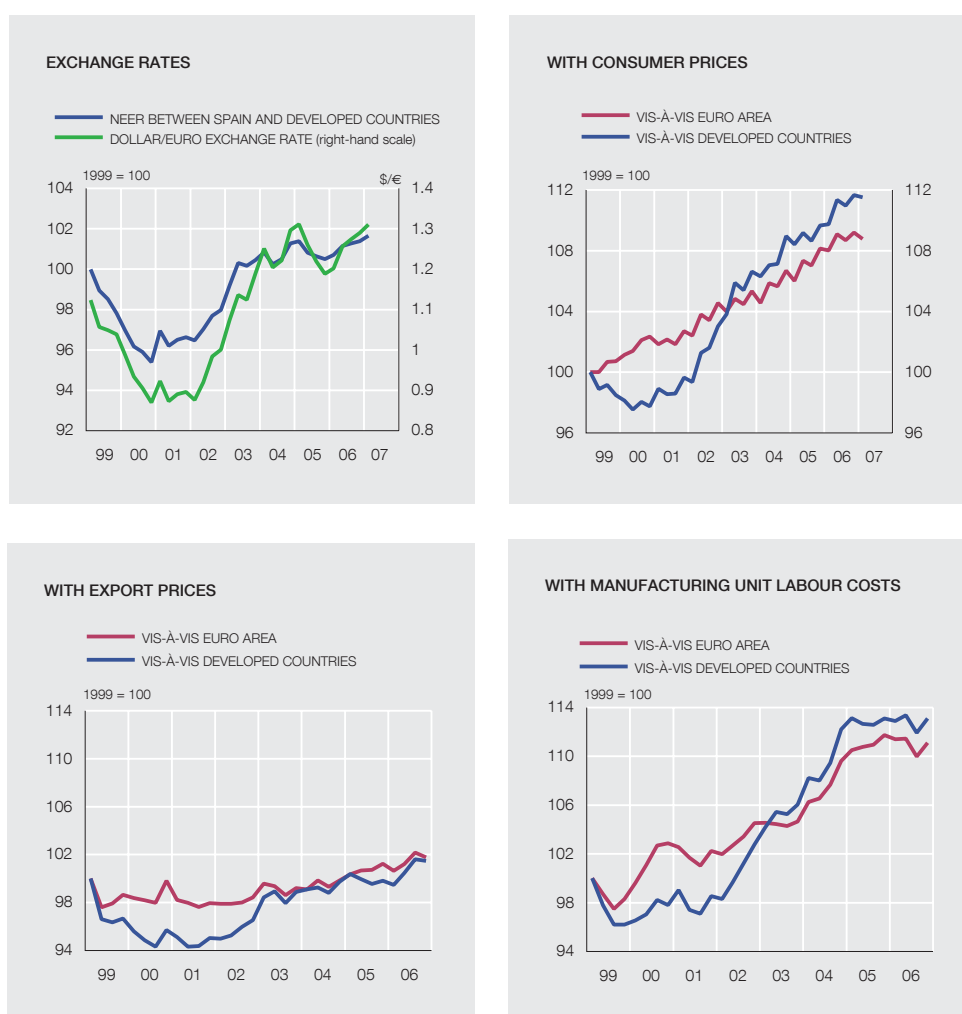 EXCHANGE RATES
NEER BETWEEN SPAIN AND DEVELOPED COUNTRIES
DOLLAR/EURO EXCHANGE RATE (right-hand scale)
1999 = 100
$/€
104
102
100
98
96
94
92
1.4
1.3
1.2
1.1
1
0.9
0.8
99 00 01 02 03 04 05 06 07
WITH CONSUMER PRICES
VIS-À-VIS EURO AREA
VIS-À-VIS DEVELOPED COUNTRIES
1999 = 100
112
108
104
100
96
112
108
104
100
96
99 00 01 02 03 04 05 06 07
WITH EXPORT PRICES
VIS-À-VIS EURO AREA
VIS-À-VIS DEVELOPED COUNTRIES
1999 = 100
114
110
106
102
98
94
99 00 01 02 03 04 05 06
WITH MANUFACTURING UNIT LABOUR COSTS
VIS-À-VIS EURO AREA
VIS-À-VIS DEVELOPED COUNTRIES
1999 = 100
114
110
106
102
98
94
99 00 01 02 03 04 05 06